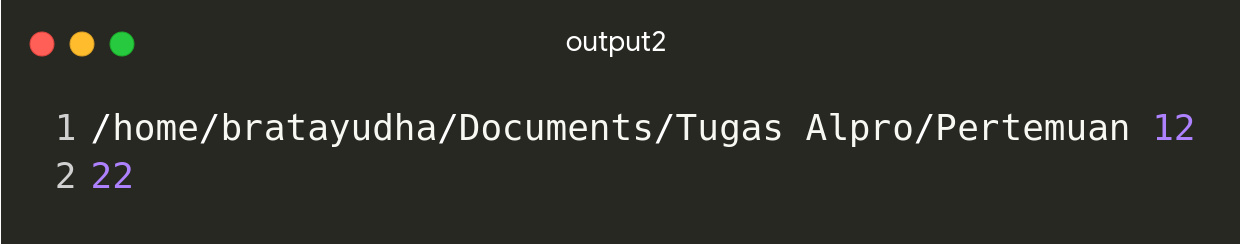 output2
1 /home/bratayudha/Documents/Tugas Alpro/Pertemuan 12
2 22